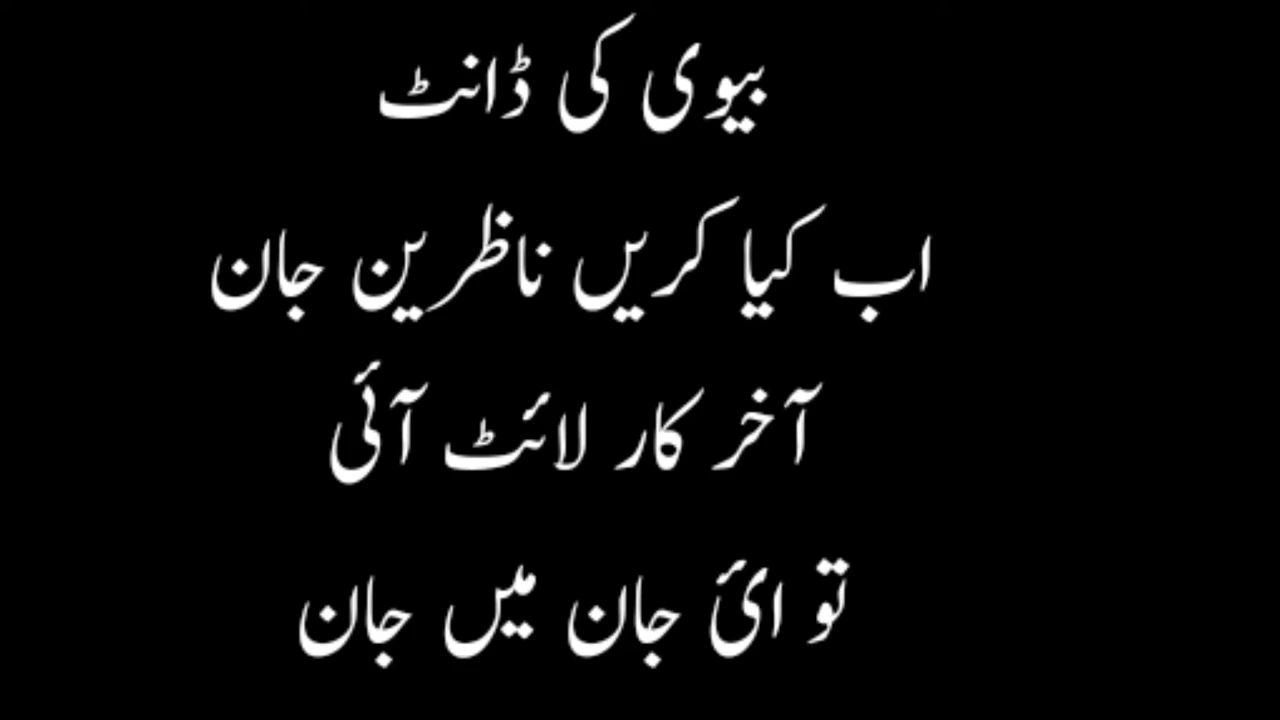 بیوی کی ڈانٹ
اب کیا کریں ناظرین جان
آخر کار لائٹ آئی
تو ائ جان میں جان